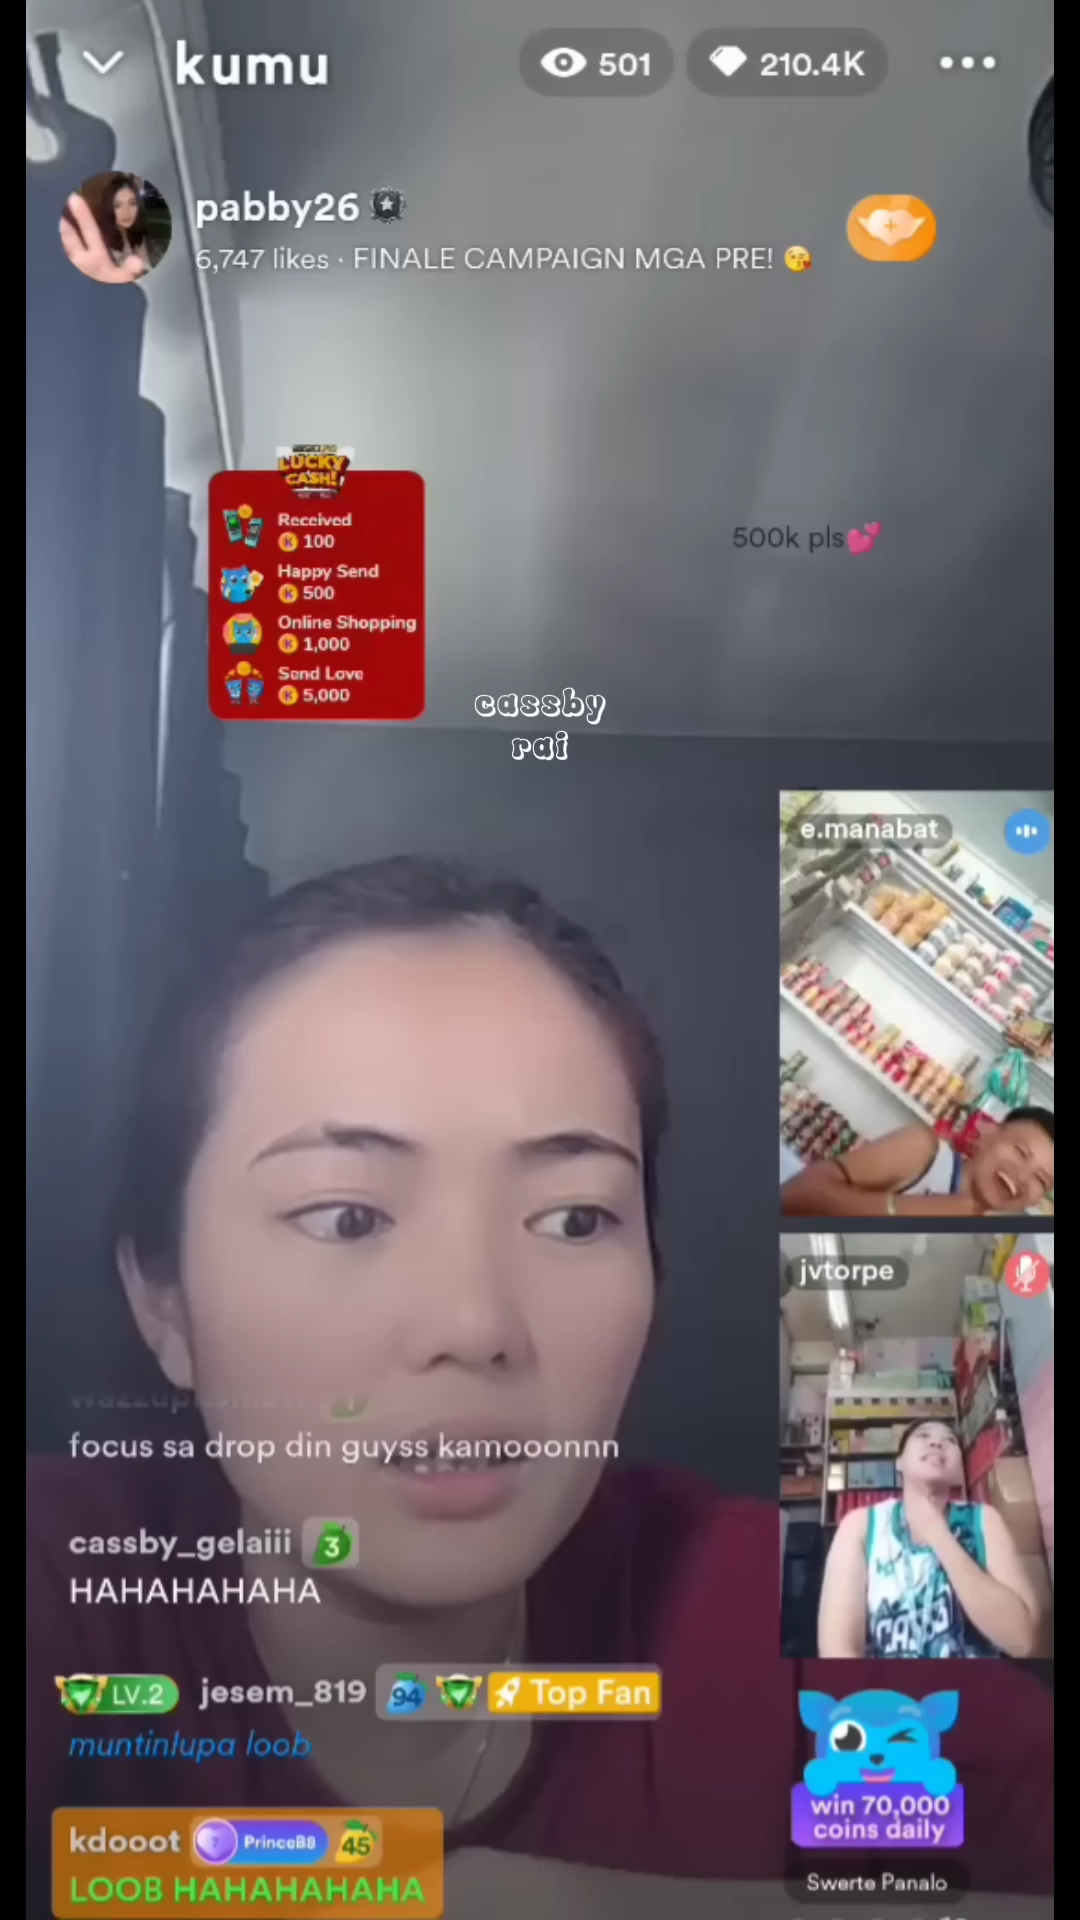 kumu
501
210.4K
pabby26
6,747 likes · FINALE CAMPAIGN MGA PRE! 😘
LUCKY
CASH!
Received
K 100
Happy Send
K 500
Online Shopping
K 1,000
Send Love
K 5,000
500k pls💕
cassby
rai
e.manabat
jvtorpe
focus sa drop din guyss kamooonnn
cassby_gelaiii 3
HAHAHAHAHA
LV.2 jesem_819 94 Top Fan
muntinlupa loob
kdooot 7 PrinceBB 45
LOOB HAHAHAHAHA
win 70,000
coins daily
Swerte Panalo